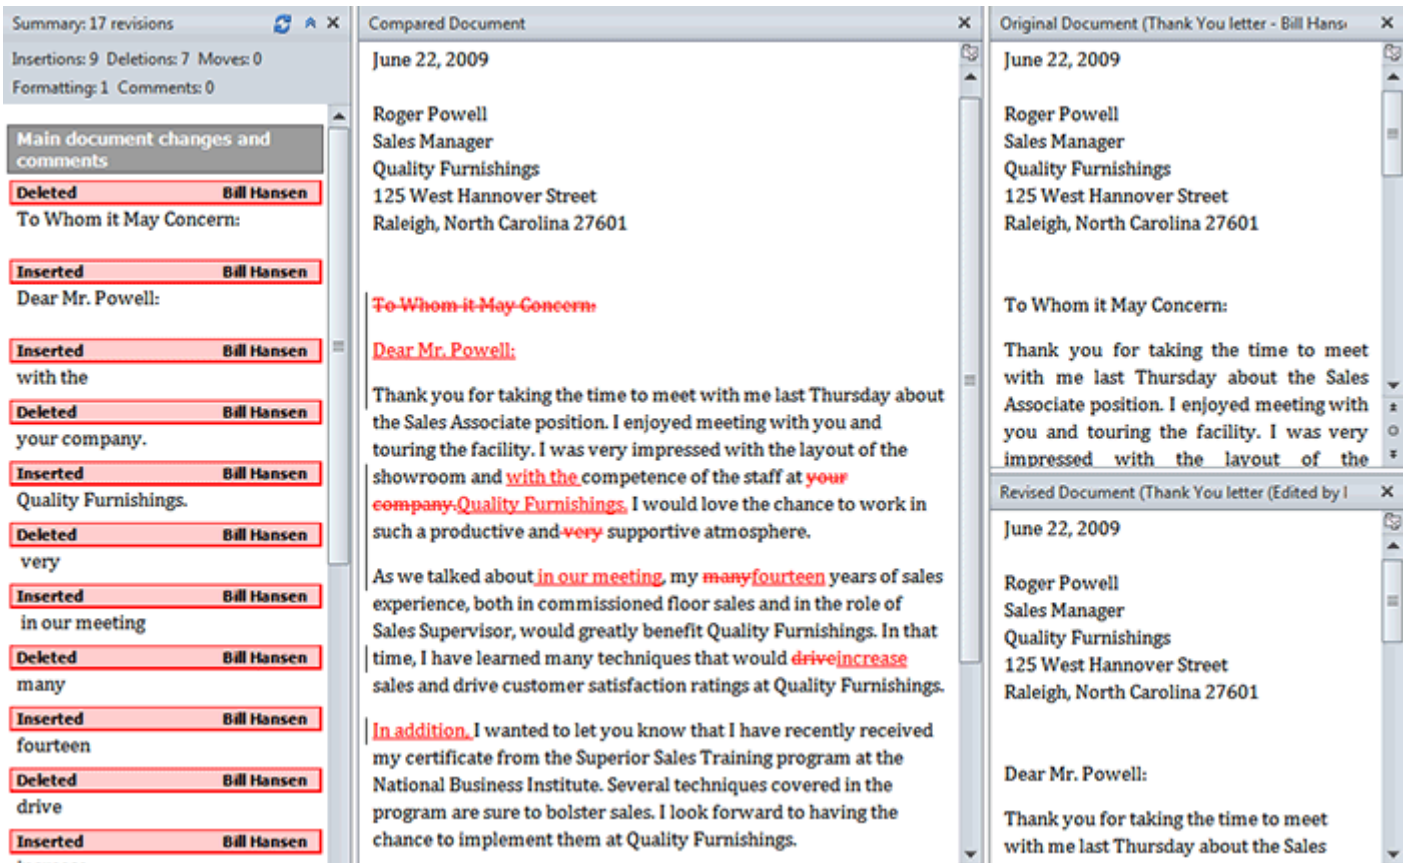 Summary: 17 revisions
Insertions: 9 Deletions: 7 Moves: 0
Formatting: 1 Comments: 0
Main document changes and
comments
Deleted Bill Hansen
To Whom it May Concern:
Inserted Bill Hansen
Dear Mr. Powell:
Inserted Bill Hansen
with the
Deleted Bill Hansen
your company.
Inserted Bill Hansen
Quality Furnishings.
Deleted Bill Hansen
very
Inserted Bill Hansen
in our meeting
Deleted Bill Hansen
many
Inserted Bill Hansen
fourteen
Deleted Bill Hansen
drive
Inserted Bill Hansen
Compared Document
June 22, 2009
Roger Powell
Sales Manager
Quality Furnishings
125 West Hannover Street
Raleigh, North Carolina 27601
To Whom it May Concern:
Dear Mr. Powell:
Thank you for taking the time to meet with me last Thursday about
the Sales Associate position. I enjoyed meeting with you and
touring the facility. I was very impressed with the layout of the
showroom and with the competence of the staff at your
company.Quality Furnishings. I would love the chance to work in
such a productive and very supportive atmosphere.
As we talked about in our meeting, my manyfourteen years of sales
experience, both in commissioned floor sales and in the role of
Sales Supervisor, would greatly benefit Quality Furnishings. In that
time, I have learned many techniques that would driveincrease
sales and drive customer satisfaction ratings at Quality Furnishings.
In addition, I wanted to let you know that I have recently received
my certificate from the Superior Sales Training program at the
National Business Institute. Several techniques covered in the
program are sure to bolster sales. I look forward to having the
chance to implement them at Quality Furnishings.
Original Document (Thank You letter - Bill Hans
June 22, 2009
Roger Powell
Sales Manager
Quality Furnishings
125 West Hannover Street
Raleigh, North Carolina 27601
To Whom it May Concern:
Thank you for taking the time to meet
with me last Thursday about the Sales
Associate position. I enjoyed meeting with
you and touring the facility. I was very
impressed with the layout of the
Revised Document (Thank You letter (Edited by
June 22, 2009
Roger Powell
Sales Manager
Quality Furnishings
125 West Hannover Street
Raleigh, North Carolina 27601
Dear Mr. Powell:
Thank you for taking the time to meet
with me last Thursday about the Sales